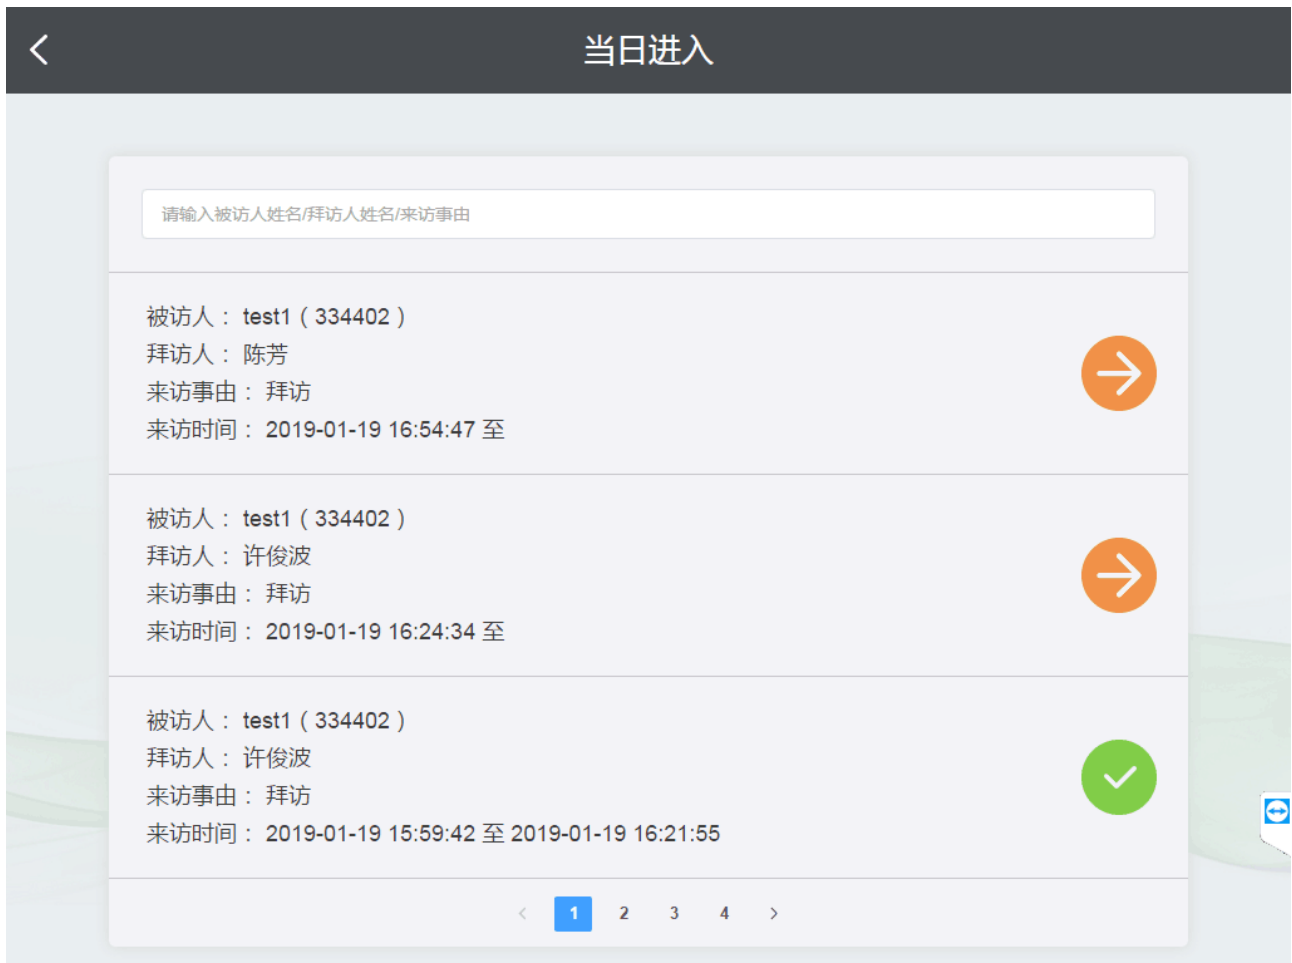 当日进入
请输入被访人姓名/拜访人姓名/来访事由
被访人： test1（334402）
拜访人： 陈芳
来访事由： 拜访
来访时间： 2019-01-19 16:54:47 至
被访人： test1（334402）
拜访人： 许俊波
来访事由： 拜访
来访时间： 2019-01-19 16:24:34 至
被访人： test1（334402）
拜访人： 许俊波
来访事由： 拜访
来访时间： 2019-01-19 15:59:42 至 2019-01-19 16:21:55
1 2 3 4